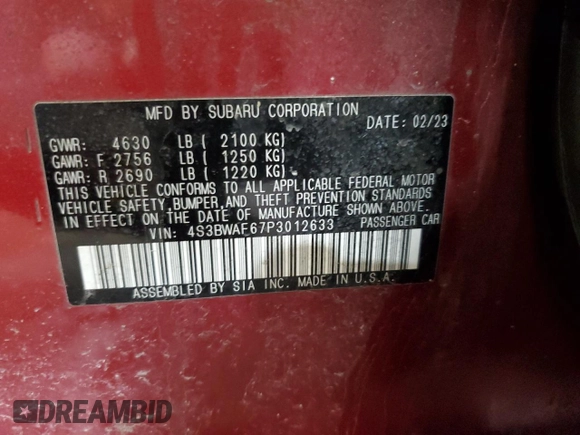 MFD BY SUBARU CORPORATION
DATE: 02/23
GVWR: 4630 LB ( 2100 KG)
GAWR: F 2756 LB ( 1250 KG)
GAWR: R 2690 LB ( 1220 KG)
THIS VEHICLE CONFORMS TO ALL APPLICABLE FEDERAL MOTOR
VEHICLE SAFETY,BUMPER,AND THEFT PREVENTION STANDARDS
IN EFFECT ON THE DATE OF MANUFACTURE SHOWN ABOVE.
VIN: 4S3BWAF67P3012633 PASSENGER CAR
ASSEMBLED BY SIA INC. MADE IN U.S.A.
DREAMBID